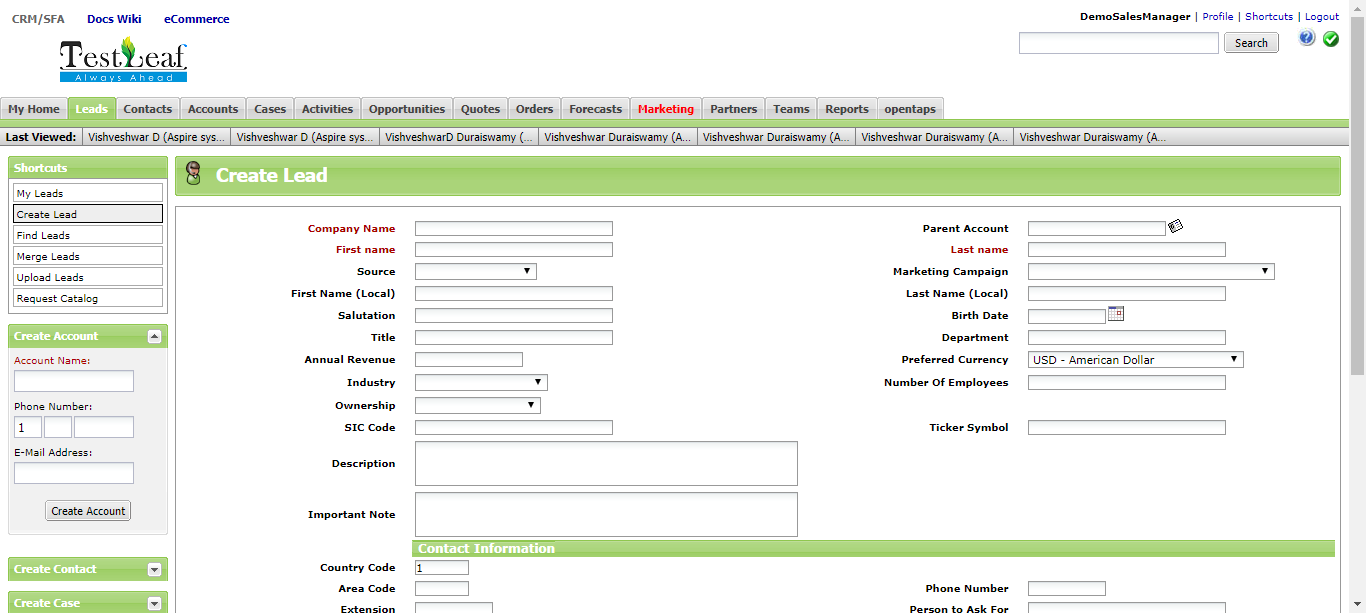 CRM/SFA Docs Wiki eCommerce
DemoSalesManager | Profile | Shortcuts | Logout
TestLeaf
Always Ahead
Search
?
My Home Leads Contacts Accounts Cases Activities Opportunities Quotes Orders Forecasts Marketing Partners Teams Reports opentaps
Last Viewed: Vishveshwar D (Aspire sys... Vishveshwar D (Aspire sys... VishveshwarD Duraiswamy (... Vishveshwar Duraiswamy (A... Vishveshwar Duraiswamy (A... Vishveshwar Duraiswamy (A... Vishveshwar Duraiswamy (A...
Shortcuts
My Leads
Create Lead
Find Leads
Merge Leads
Upload Leads
Request Catalog
Create Account
Account Name:
Phone Number:
1
E-Mail Address:
Create Account
Create Contact
Create Case
Create Lead
Company Name Parent Account
First name Last name
Source Marketing Campaign
First Name (Local) Last Name (Local)
Salutation Birth Date
Title Department
Annual Revenue Preferred Currency USD - American Dollar
Industry Number Of Employees
Ownership
SIC Code Ticker Symbol
Description
Important Note
Contact Information
Country Code 1
Area Code Phone Number
Extension Person to Ask For